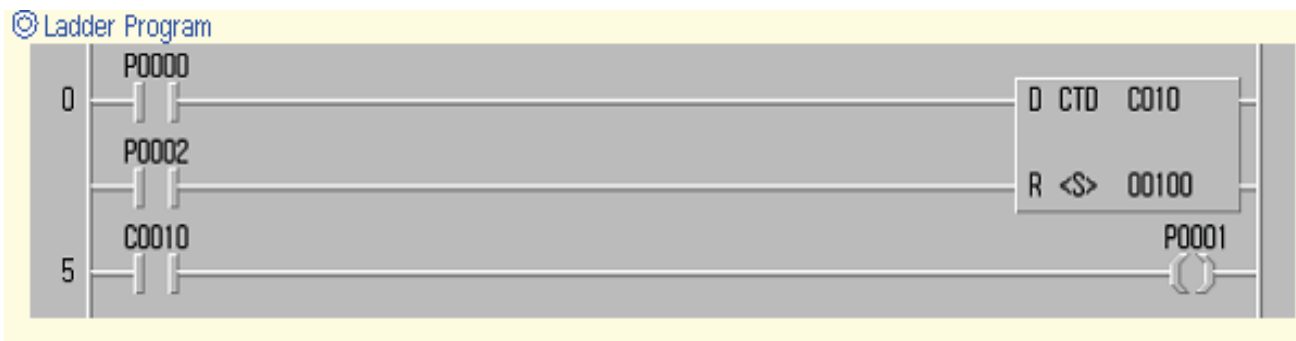 Ladder Program
P0000
0 D CTD C010
P0002
R <S> 00100
C0010 P0001
5